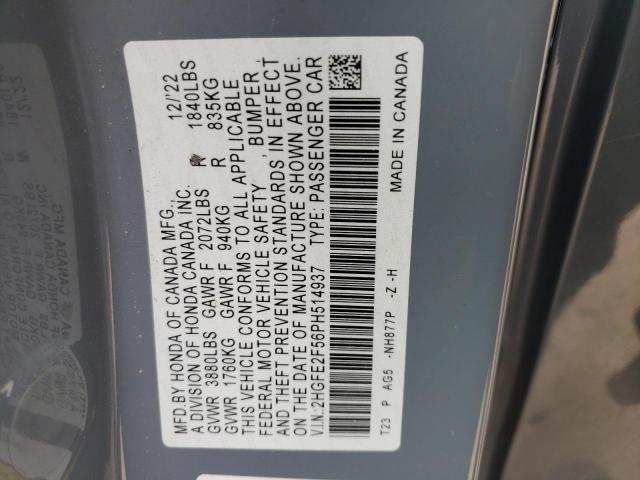 MFD.BY HONDA OF CANADA MFG., 12/'22
A DIVISION OF HONDA CANADA INC.
GVWR 3880LBS GAWR F 2072LBS R 1840LBS
GVWR 1760KG GAWR F 940KG R 835KG
THIS VEHICLE CONFORMS TO ALL APPLICABLE
FEDERAL MOTOR VEHICLE SAFETY , BUMPER,
AND THEFT PREVENTION STANDARDS IN EFFECT
ON THE DATE OF MANUFACTURE SHOWN ABOVE.
V.I.N.:2HGFE2F56PH514937 TYPE: PASSENGER CAR
MADE IN CANADA
T23 P AG5 -NH877P -Z -H